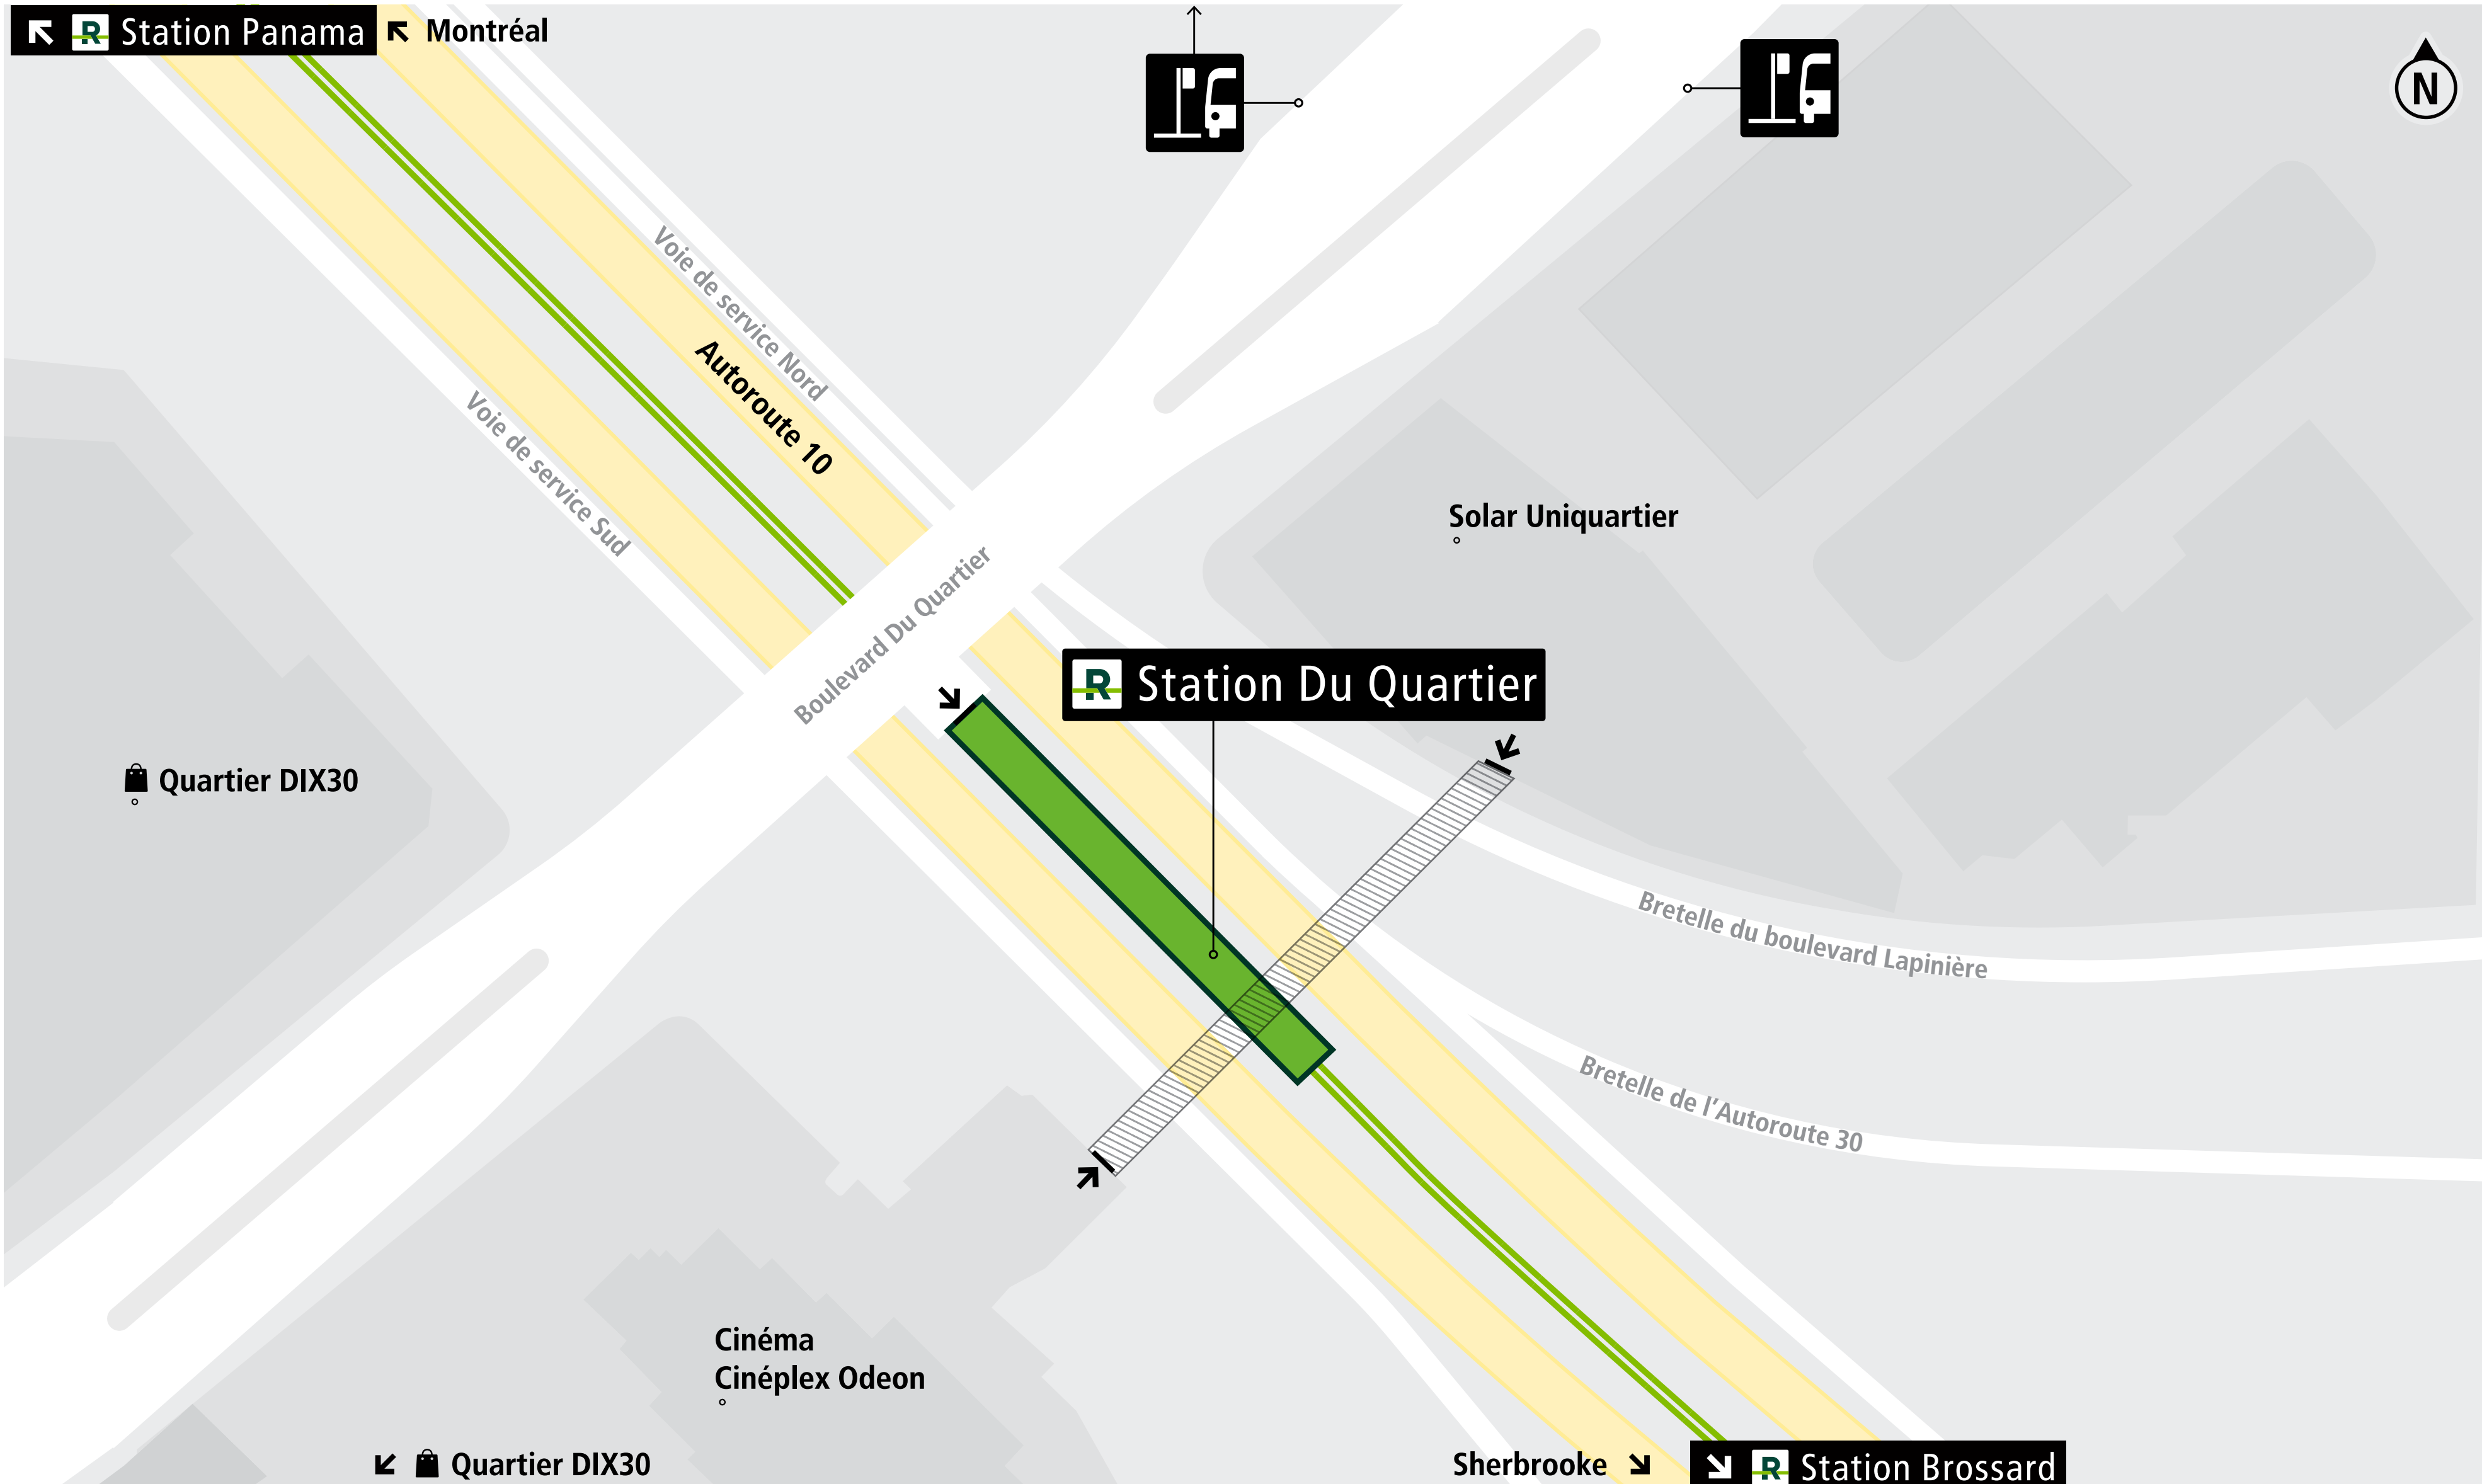 R Station Panama
Montréal
N
Voie de service Nord
Autoroute 10
Voie de service Sud
Solar Uniquartier
Boulevard Du Quartier
R Station Du Quartier
Quartier DIX30
Bretelle du boulevard Lapinière
Bretelle de l'Autoroute 30
Cinéma
Cinéplex Odeon
Quartier DIX30
Sherbrooke
R Station Brossard